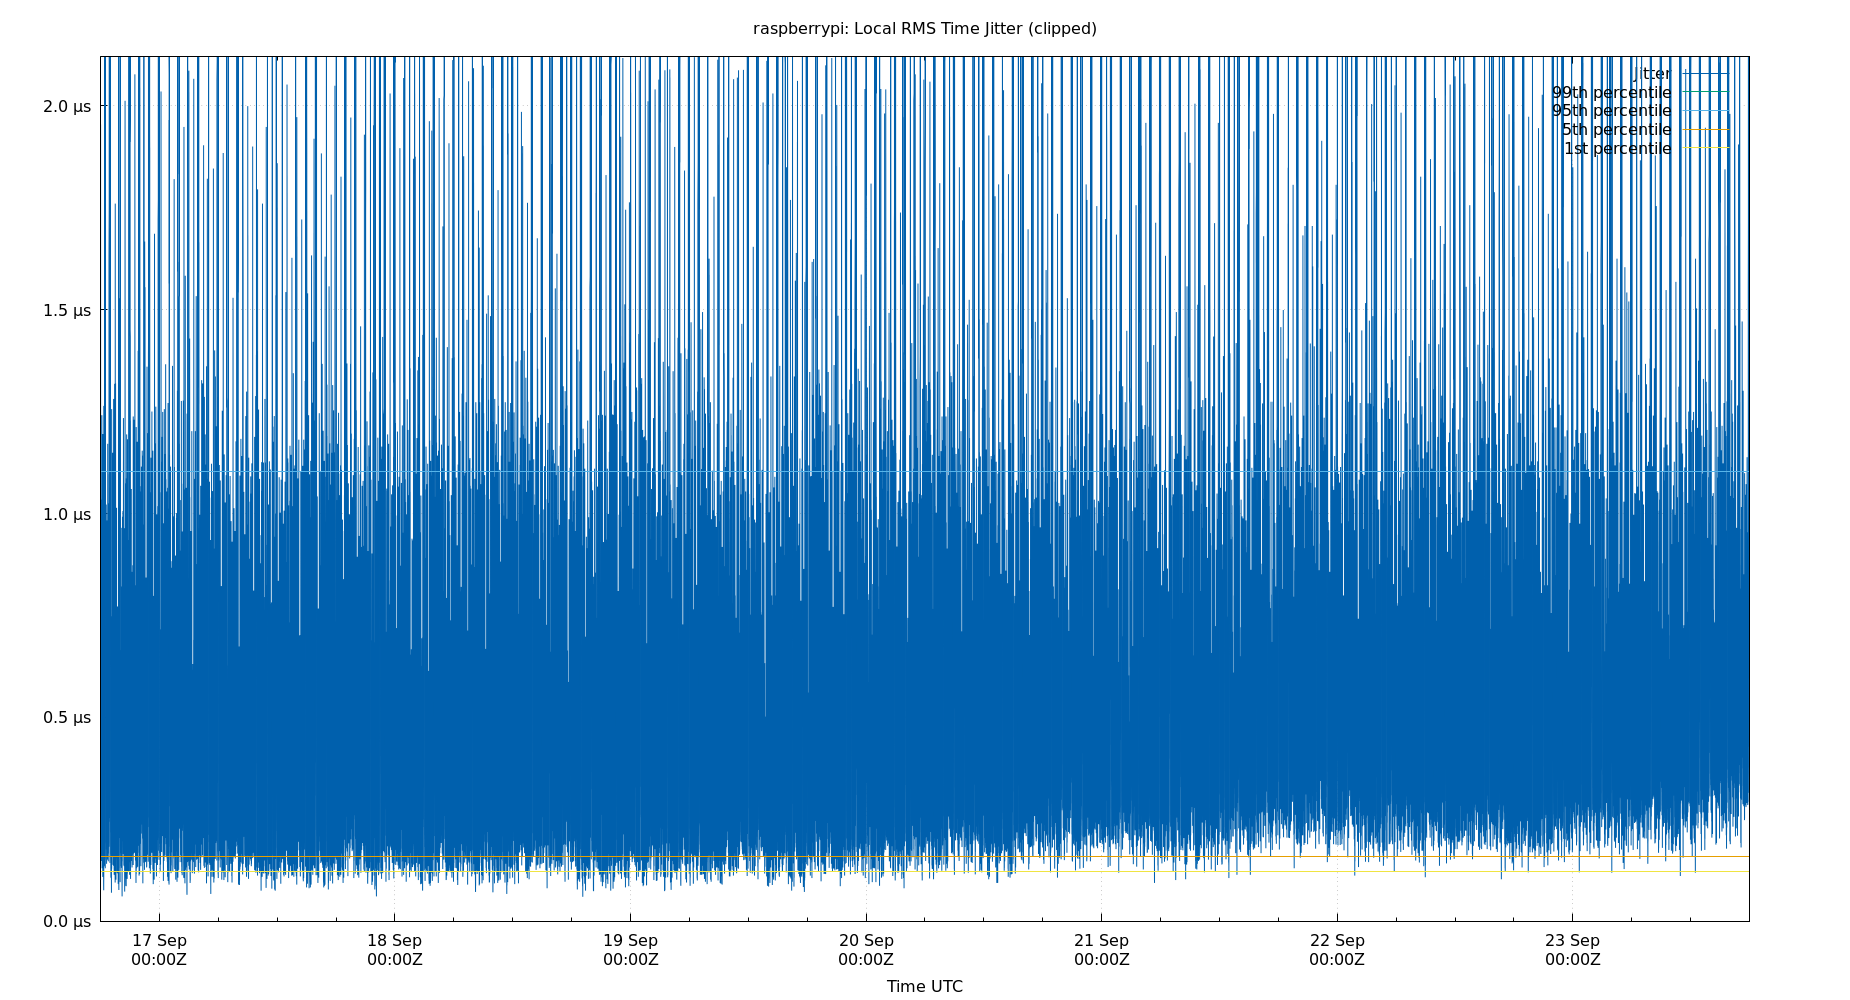 raspberrypi: Local RMS Time Jitter (clipped)
2.0 µs
1.5 µs
1.0 µs
0.5 µs
0.0 µs
Jitter
99th percentile
95th percentile
5th percentile
1st percentile
17 Sep 18 Sep 19 Sep 20 Sep 21 Sep 22 Sep 23 Sep
00:00Z 00:00Z 00:00Z 00:00Z 00:00Z 00:00Z 00:00Z
Time UTC